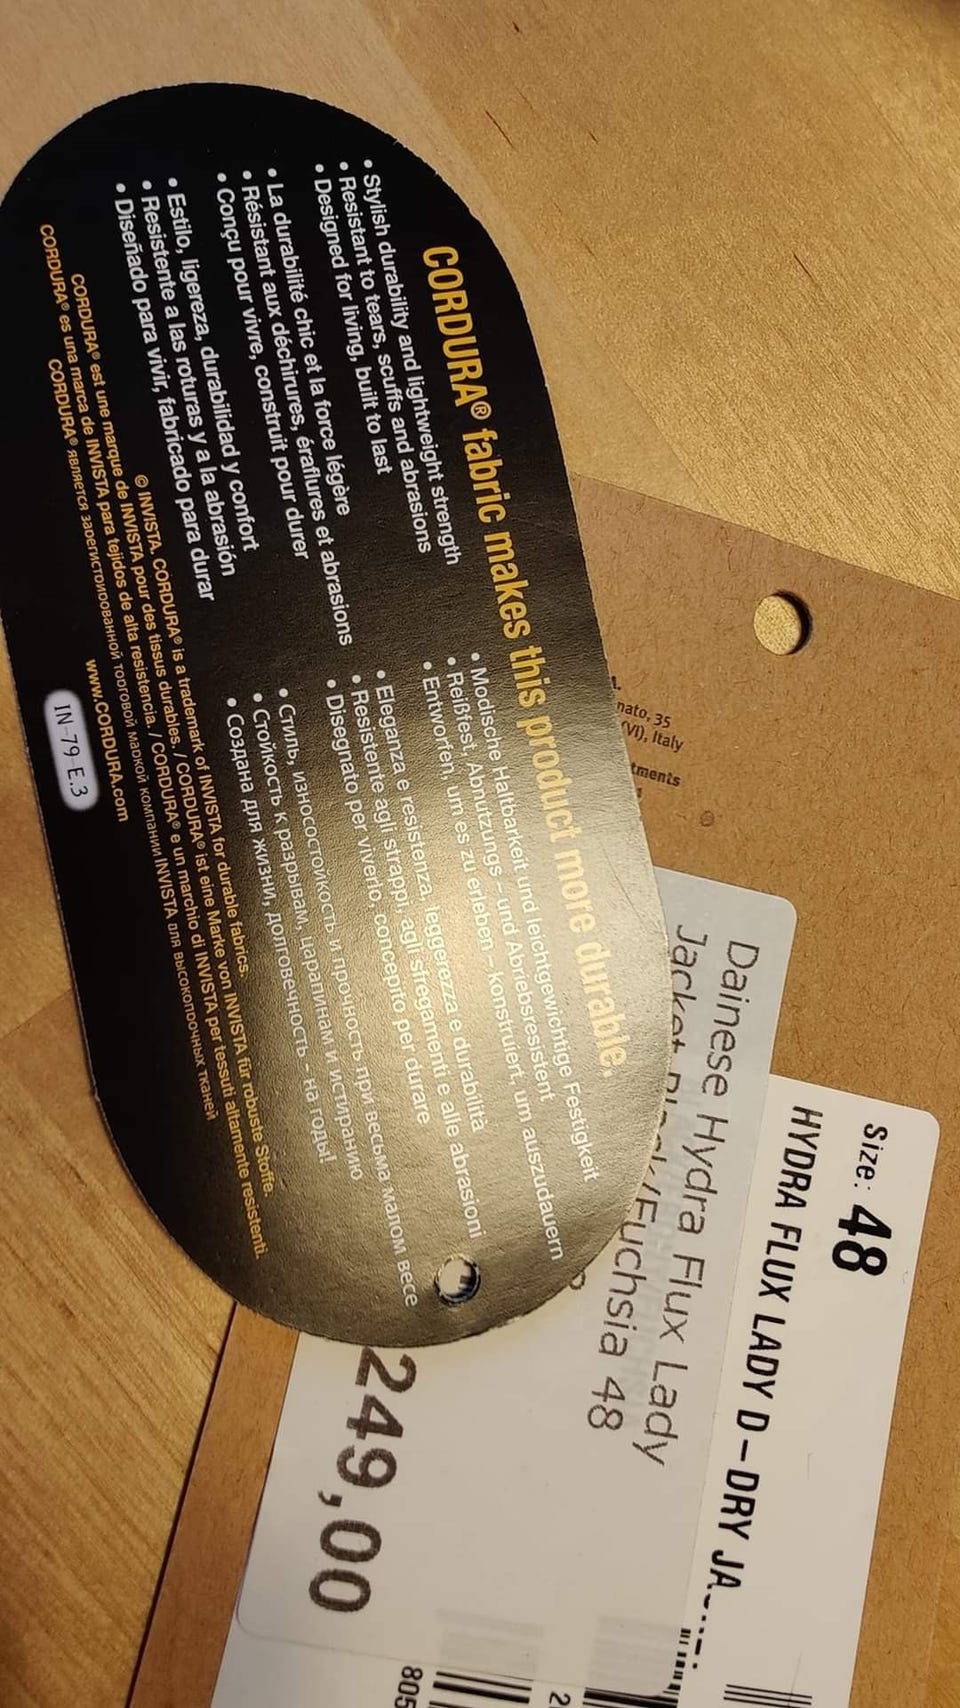 CORDURA® fabric makes this product more durable.
• Stylish durability and lightweight strength
• Resistant to tears, scuffs and abrasions
• Designed for living, built to last
• La durabilité chic et la force légère
• Résistant aux déchirures, éraflures et abrasions
• Conçu pour vivre, construit pour durer
• Estilo, ligereza, durabilidad y confort
• Resistente a las roturas y a la abrasión
• Diseñado para vivir, fabricado para durar
• Modische Haltbarkeit und leichtgewichtige Festigkeit
• Reißfest, Abnutzungs – und Abriebsresistent
• Entworfen, um es zu erleben – konstruiert, um auszudauern
• Eleganza e resistenza, leggerezza e durabilità
• Resistente agli strappi, agli sfregamenti e alle abrasioni
• Disegnato per viverlo, concepito per durare
• Стиль, износостойкость и прочность при весьма малом весе
• Стойкость к разрывам, царапинам и истиранию
• Создана для жизни, долговечность – на годы!
© INVISTA. CORDURA® is a trademark of INVISTA for durable fabrics.
CORDURA® est une marque de INVISTA pour des tissus durables. / CORDURA® ist eine Marke von INVISTA für robuste Stoffe.
CORDURA® es una marca de INVISTA para tejidos de alta resistencia. / CORDURA® e un marchio di INVISTA per tessuti altamente resistenti.
CORDURA® является зарегистрированной торговой маркой компании INVISTA для высокопрочных тканей
www.CORDURA.com
IN-79-E.3
nato, 35
(VI), Italy
tments
Size: 48
HYDRA FLUX LADY D-DRY
Dainese Hydra Flux Lady
Jacket Black/Fuchsia 48
249,00
805
2